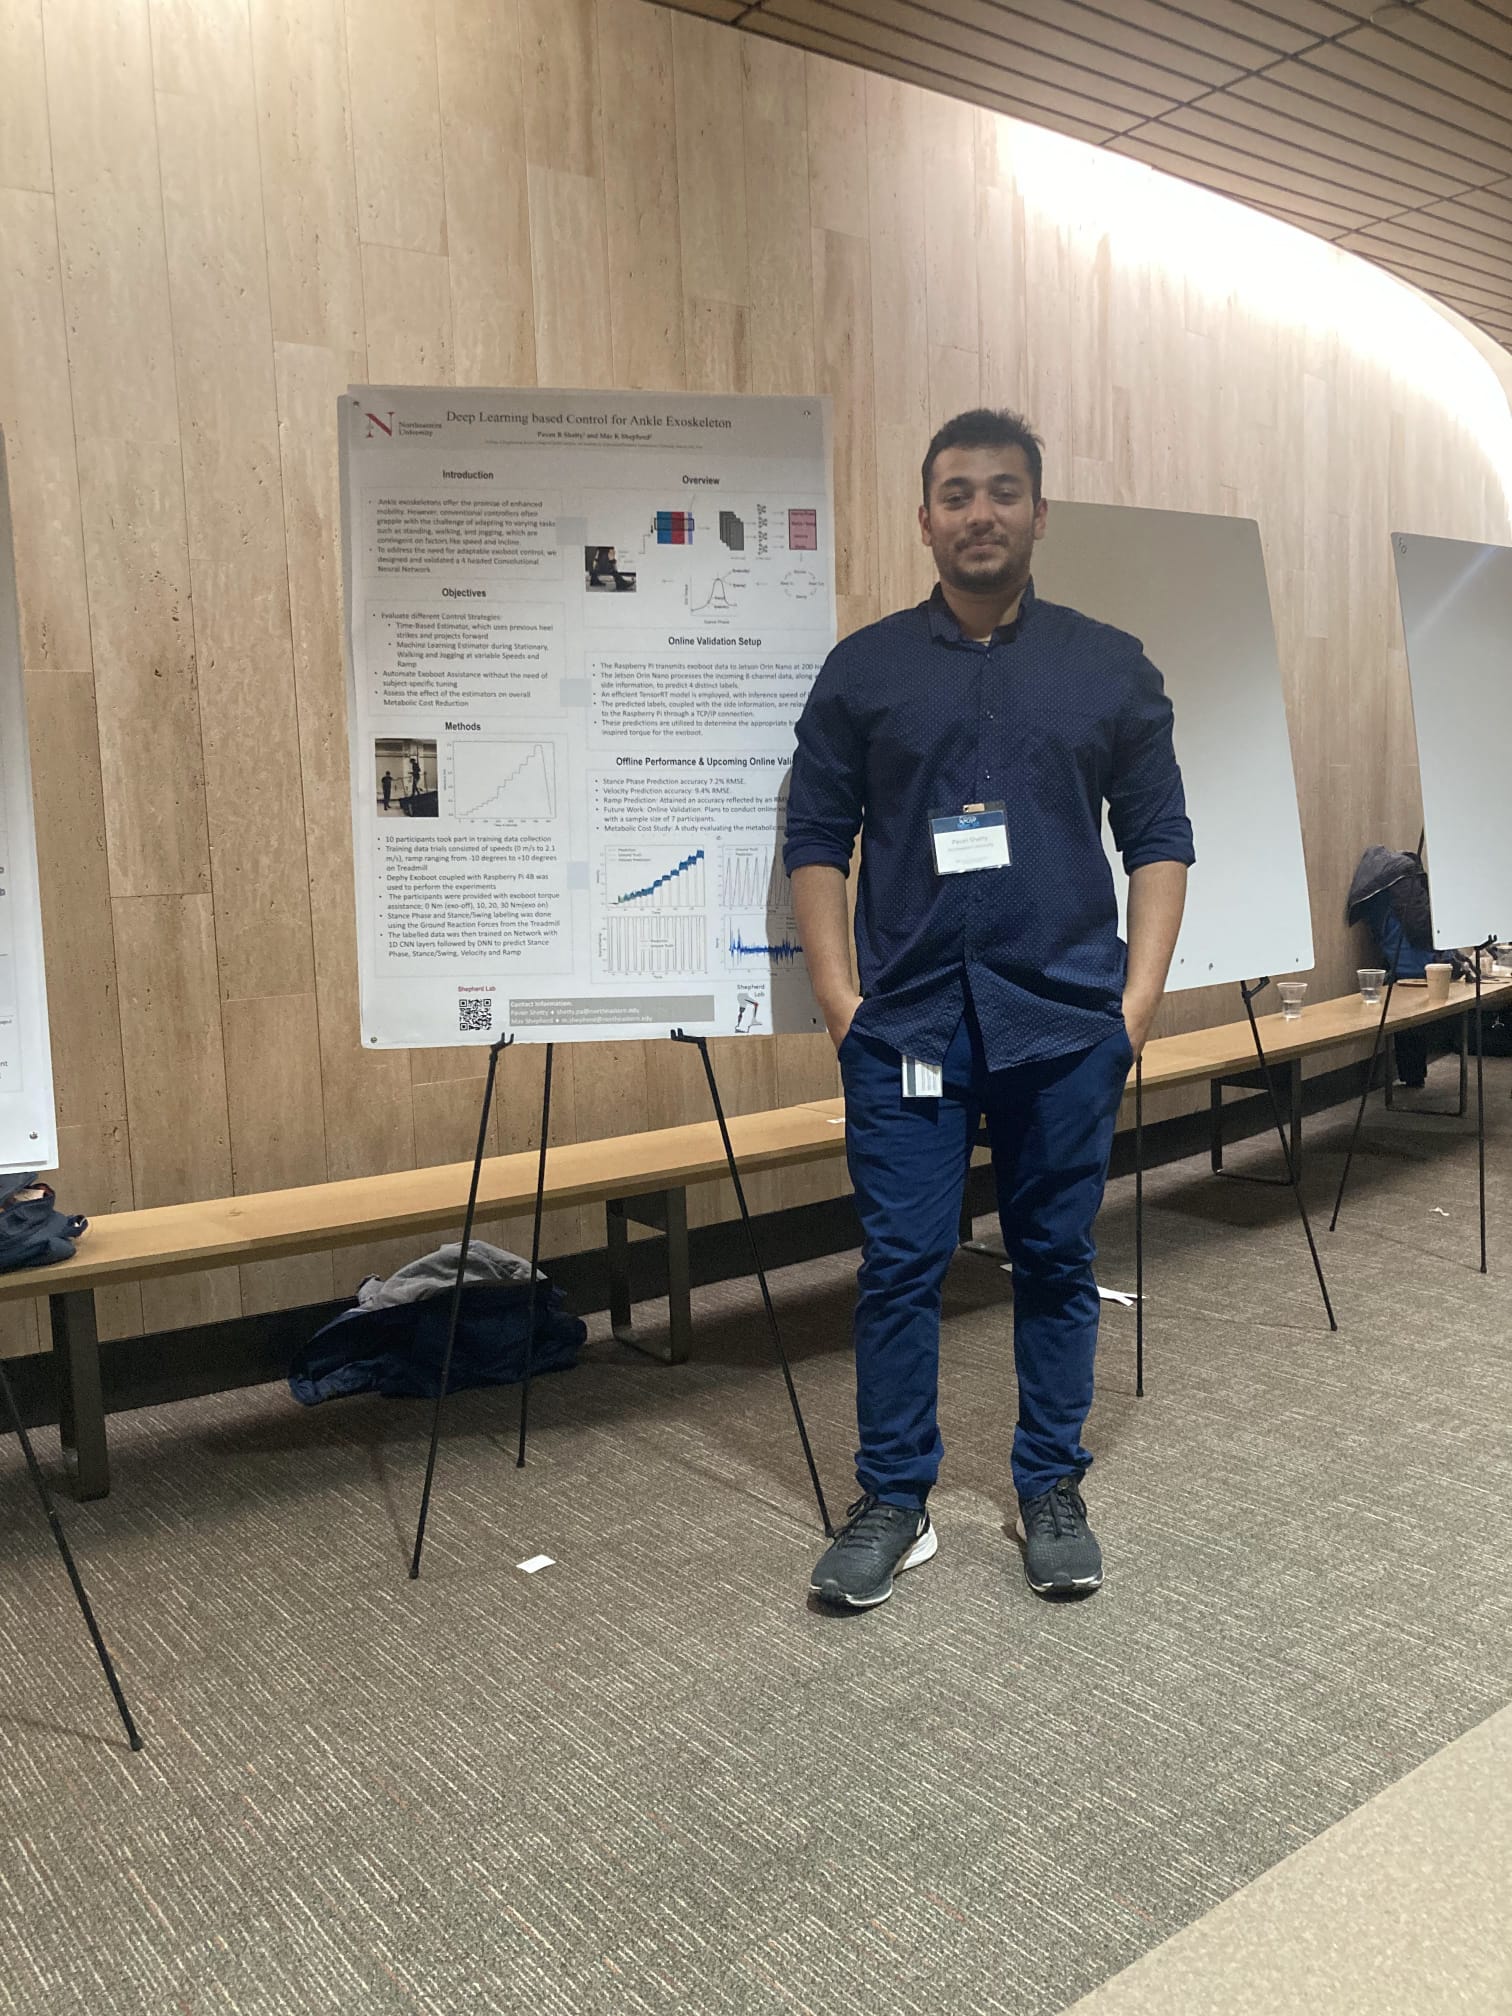 N
Northeastern
University
Deep Learning based Control for Ankle Exoskeleton
Pavan B Shetty¹ and Max K Shepherd¹
Introduction
• Ankle exoskeletons offer the promise of enhanced
mobility. However, conventional controllers often
grapple with the challenge of adapting to varying tasks
such as standing, walking, and jogging, which are
contingent on factors like speed and incline.
• To address the need for adaptable exoboot control, we
designed and validated a 4 headed Convolutional
Neural Network
Objectives
• Evaluate different Control Strategies:
• Time-Based Estimator, which uses previous heel
strikes and projects forward
• Machine Learning Estimator during Stationary,
Walking and Jogging at variable Speeds and
Ramp
• Automate Exoboot Assistance without the need of
subject-specific tuning
• Assess the effect of the estimators on overall
Metabolic Cost Reduction
Methods
• 10 participants took part in training data collection
• Training data trials consisted of speeds (0 m/s to 2.1
m/s), ramp ranging from -10 degrees to +10 degrees
on Treadmill
• Dephy Exoboot coupled with Raspberry Pi 4B was
used to perform the experiments
• The participants were provided with exoboot torque
assistance; 0 Nm (exo-off), 10, 20, 30 Nm(exo on)
• Stance Phase and Stance/Swing labeling was done
using the Ground Reaction Forces from the Treadmill
• The labelled data was then trained on Network with
1D CNN layers followed by DNN to predict Stance
Phase, Stance/Swing, Velocity and Ramp
Overview
Stance Phase
Online Validation Setup
• The Raspberry Pi transmits exoboot data to Jetson Orin Nano at 200
• The Jetson Orin Nano processes the incoming 8-channel data, along
side information, to predict 4 distinct labels.
• An efficient TensorRT model is employed, with inference speed of
• The predicted labels, coupled with the side information, are
to the Raspberry Pi through a TCP/IP connection.
• These predictions are utilized to determine the appropriate
inspired torque for the exoboot.
Offline Performance & Upcoming Online
• Stance Phase Prediction accuracy 7.2% RMSE.
• Velocity Prediction accuracy: 9.4% RMSE.
• Ramp Prediction: Attained an accuracy reflected by an
• Future Work: Online Validation: Plans to conduct online
with a sample size of 7 participants.
• Metabolic Cost Study: A study evaluating the metabolic
Shepherd Lab
Contact Information:
Pavan Shetty • shetty.pa@northeastern.edu
Max Shepherd • m.shepherd@northeastern.edu
Shepherd
Lab
Pavan Shetty
Northeastern University